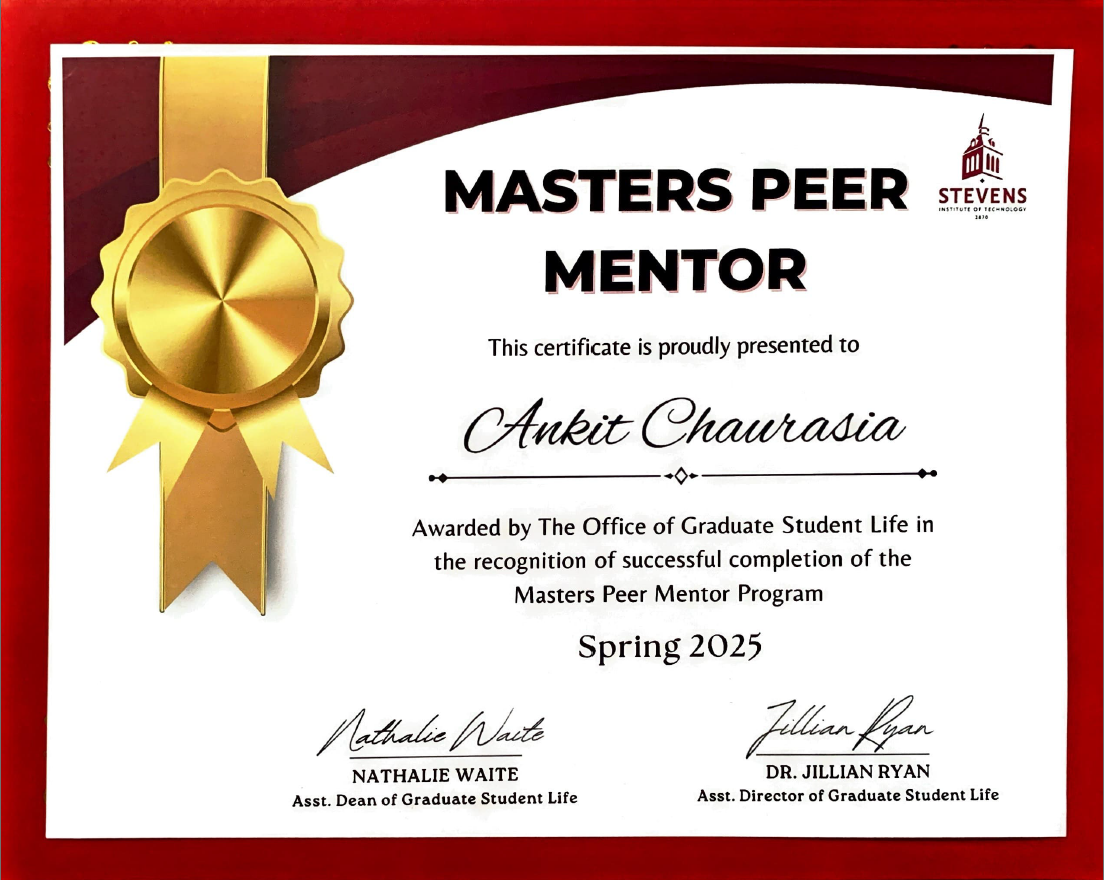 MASTERS PEER
MENTOR
STEVENS
INSTITUTE OF TECHNOLOGY
1870
This certificate is proudly presented to
Ankit Chaurasia
Awarded by The Office of Graduate Student Life in
the recognition of successful completion of the
Masters Peer Mentor Program
Spring 2025
Nathalie Waite
NATHALIE WAITE
Asst. Dean of Graduate Student Life
Jillian Ryan
DR. JILLIAN RYAN
Asst. Director of Graduate Student Life